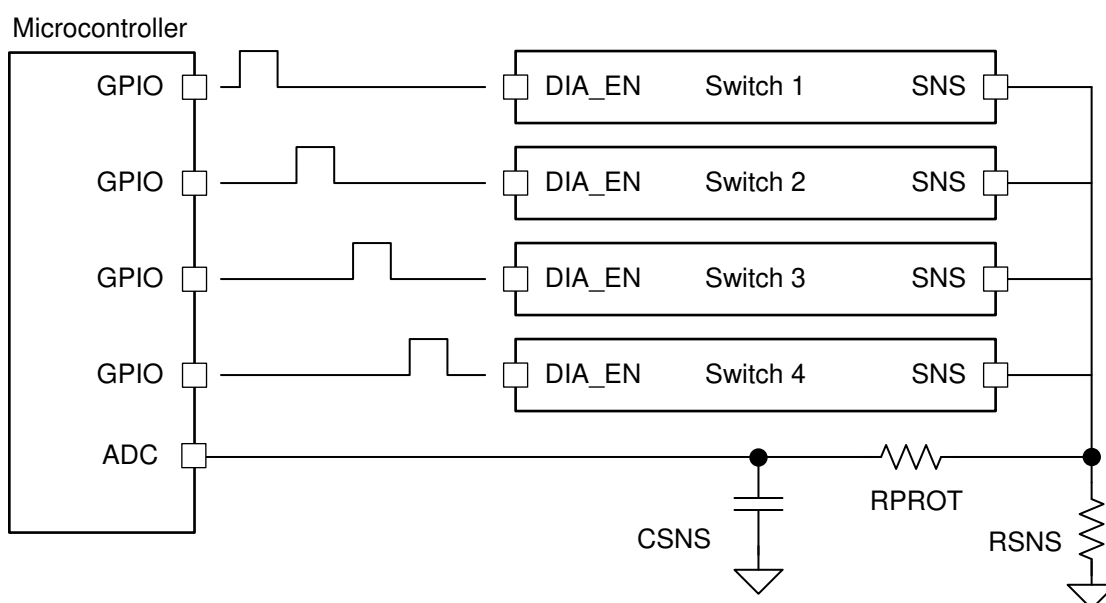 Microcontroller
GPIO DIA_EN Switch 1 SNS
GPIO DIA_EN Switch 2 SNS
GPIO DIA_EN Switch 3 SNS
GPIO DIA_EN Switch 4 SNS
ADC
RPROT
CSNS
RSNS